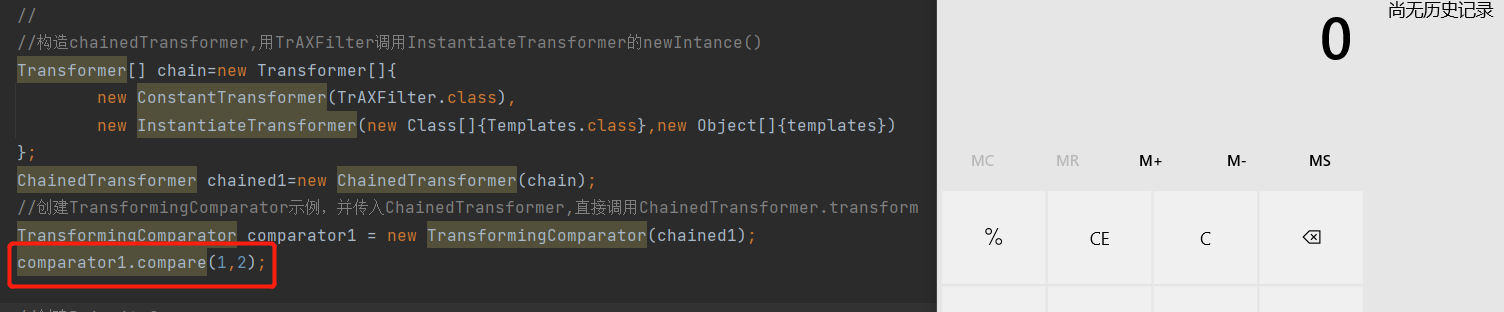 //
//构造chainedTransformer,用TrAXFilter调用InstantiateTransformer的newIntance()
Transformer[] chain=new Transformer[]{
new ConstantTransformer(TrAXFilter.class),
new InstantiateTransformer(new Class[]{Templates.class},new Object[]{templates})
};
ChainedTransformer chained1=new ChainedTransformer(chain);
//创建TransformingComparator示例，并传入ChainedTransformer,直接调用ChainedTransformer.transform
TransformingComparator comparator1 = new TransformingComparator(chained1);
comparator1.compare(1,2);
尚无历史记录
0
MC MR M+ M- MS
% CE C